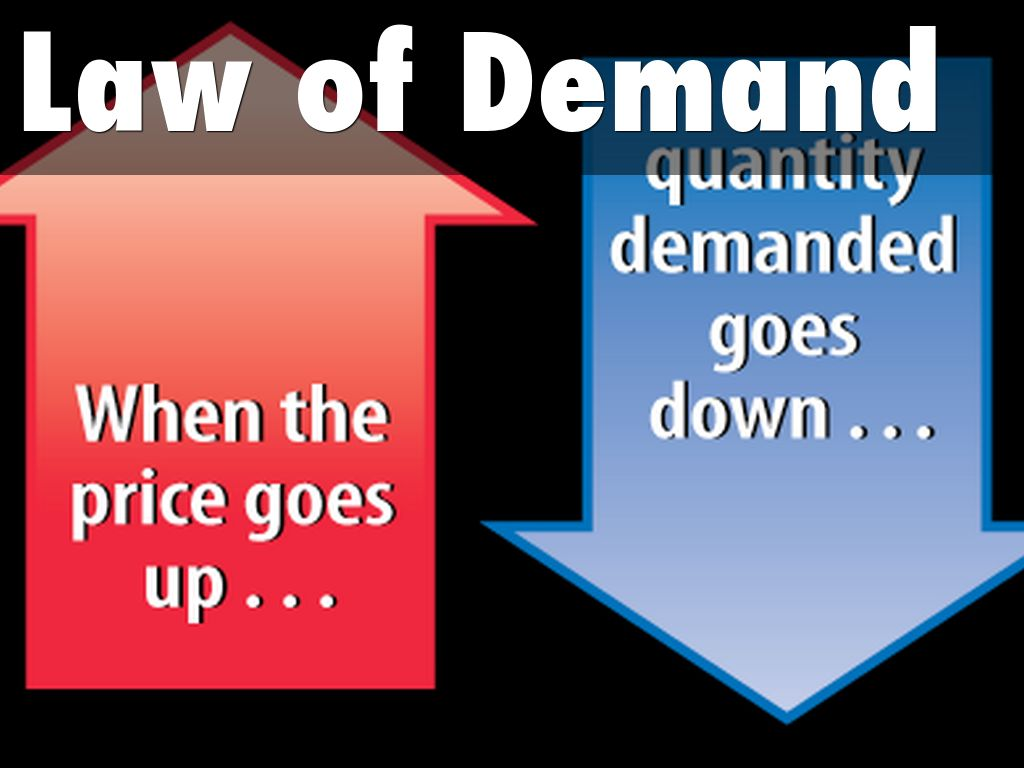 Law of Demand
When the
price goes
up . . .
quantity
demanded
goes
down . . .